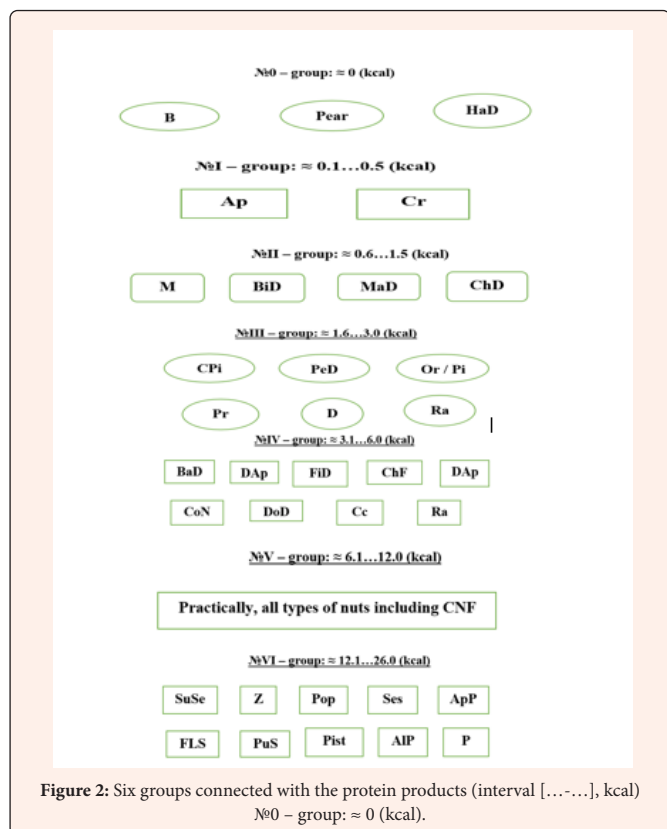 №0 – group: ≈ 0 (kcal)
B Pear HaD
№I – group: ≈ 0.1…0.5 (kcal)
Ap Cr
№II – group: ≈ 0.6…1.5 (kcal)
M BiD MaD ChD
№III – group: ≈ 1.6…3.0 (kcal)
CPi PeD Or / Pi
Pr D Ra
№IV – group: ≈ 3.1…6.0 (kcal)
BaD DAp FiD ChF DAp
CoN DoD Cc Ra
№V – group: ≈ 6.1…12.0 (kcal)
Practically, all types of nuts including CNF
№VI – group: ≈ 12.1…26.0 (kcal)
SuSe Z Pop Ses ApP
FLS PuS Pist AlP P
Figure 2: Six groups connected with the protein products (interval […-…], kcal)
№0 – group: ≈ 0 (kcal).